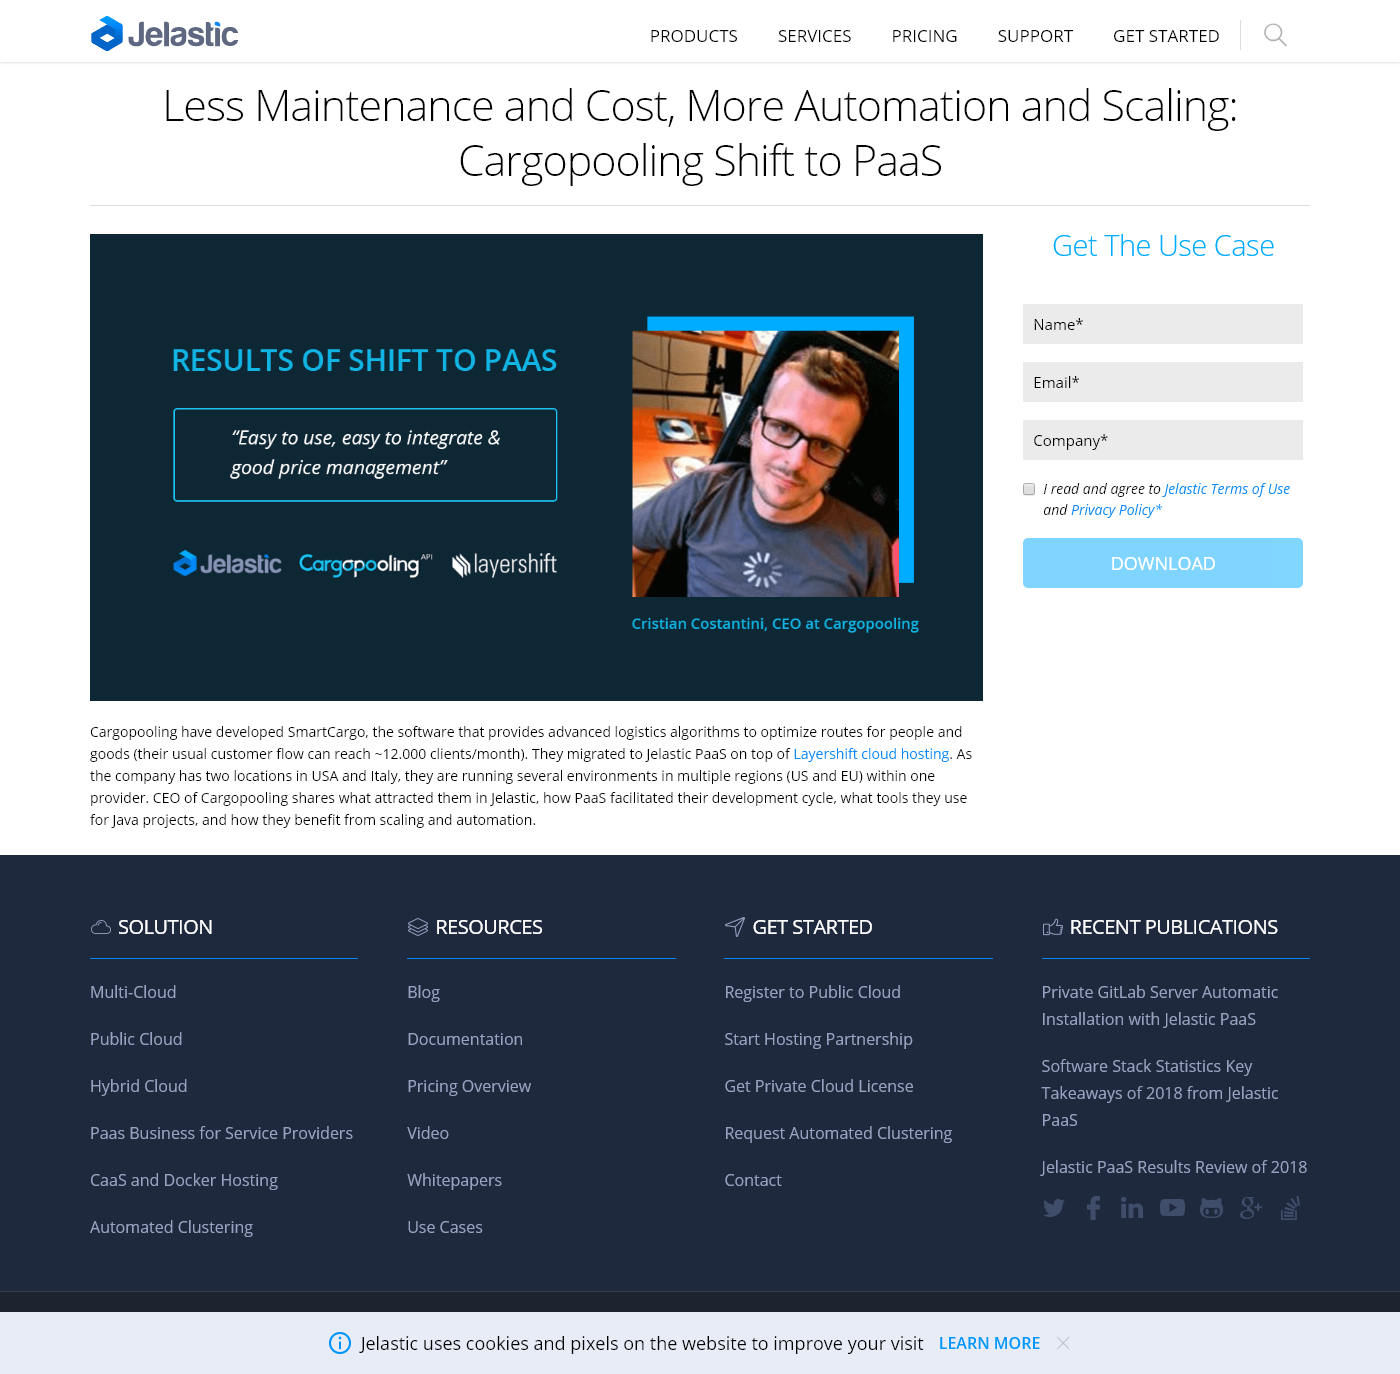 Jelastic
PRODUCTS
SERVICES
PRICING
SUPPORT
GET STARTED
Less Maintenance and Cost, More Automation and Scaling:
Cargopooling Shift to PaaS
RESULTS OF SHIFT TO PAAS
“Easy to use, easy to integrate &
good price management”
Jelastic
Cargopooling API
layershift
Cristian Costantini, CEO at Cargopooling
Get The Use Case
Name*
Email*
Company*
I read and agree to Jelastic Terms of Use
and Privacy Policy*
DOWNLOAD
Cargopooling have developed SmartCargo, the software that provides advanced logistics algorithms to optimize routes for people and
goods (their usual customer flow can reach ~12.000 clients/month). They migrated to Jelastic PaaS on top of Layershift cloud hosting. As
the company has two locations in USA and Italy, they are running several environments in multiple regions (US and EU) within one
provider. CEO of Cargopooling shares what attracted them in Jelastic, how PaaS facilitated their development cycle, what tools they use
for Java projects, and how they benefit from scaling and automation.
SOLUTION
Multi-Cloud
Public Cloud
Hybrid Cloud
Paas Business for Service Providers
CaaS and Docker Hosting
Automated Clustering
RESOURCES
Blog
Documentation
Pricing Overview
Video
Whitepapers
Use Cases
GET STARTED
Register to Public Cloud
Start Hosting Partnership
Get Private Cloud License
Request Automated Clustering
Contact
RECENT PUBLICATIONS
Private GitLab Server Automatic
Installation with Jelastic PaaS
Software Stack Statistics Key
Takeaways of 2018 from Jelastic
PaaS
Jelastic PaaS Results Review of 2018
Jelastic uses cookies and pixels on the website to improve your visit
LEARN MORE